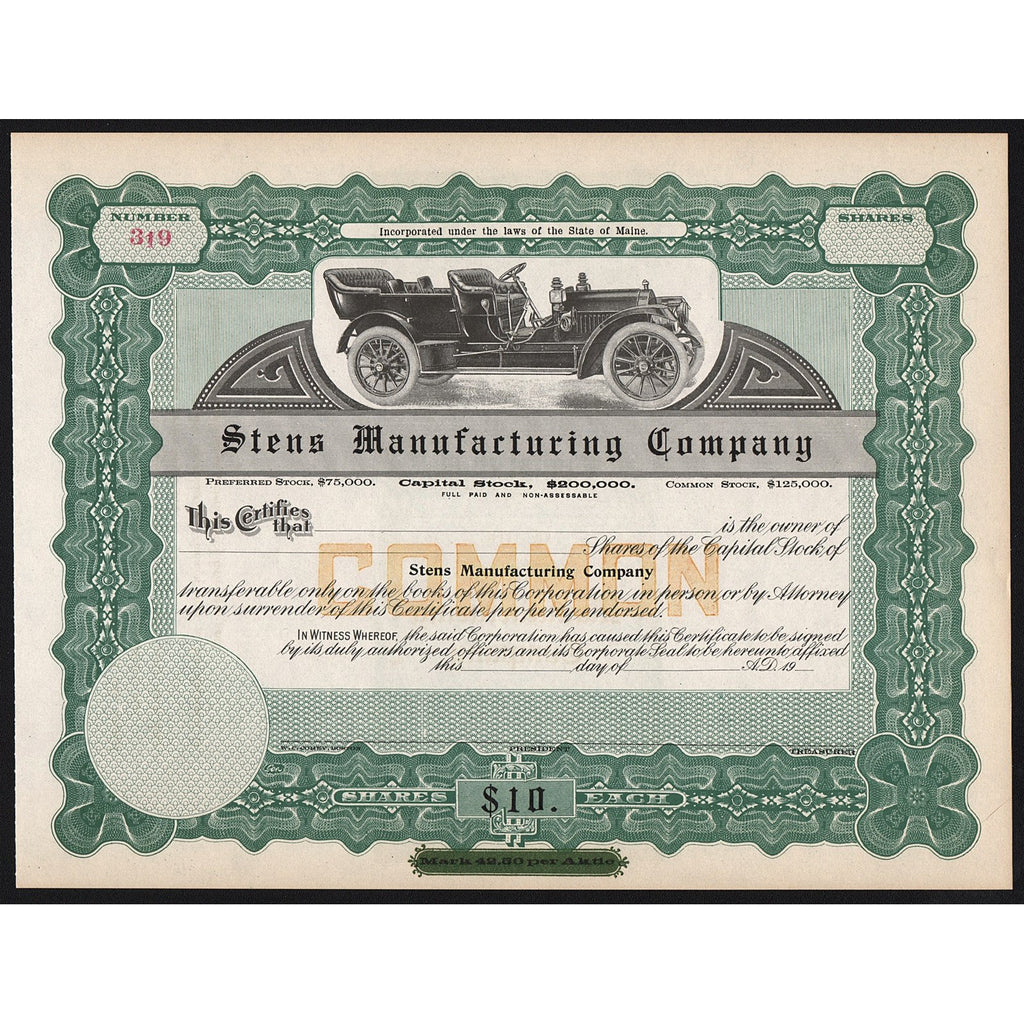 NUMBER
319
SHARES
Incorporated under the laws of the State of Maine.
Stens Manufacturing Company
PREFERRED STOCK, $75,000. Capital Stock, $200,000. COMMON STOCK, $125,000.
FULL PAID AND NON-ASSESSABLE
This Certifies that is the owner of
Shares of the Capital Stock of
COMMON
Stens Manufacturing Company
transferable only on the books of this Corporation in person or by Attorney
upon surrender of this Certificate properly endorsed.
IN WITNESS WHEREOF, the said Corporation has caused this Certificate to be signed
by its duly authorized officers and its Corporate Seal to be hereunto affixed
this day of A.D. 19
PRESIDENT TREASURER
SHARES $10. EACH
Mark 42.50 per Aktie